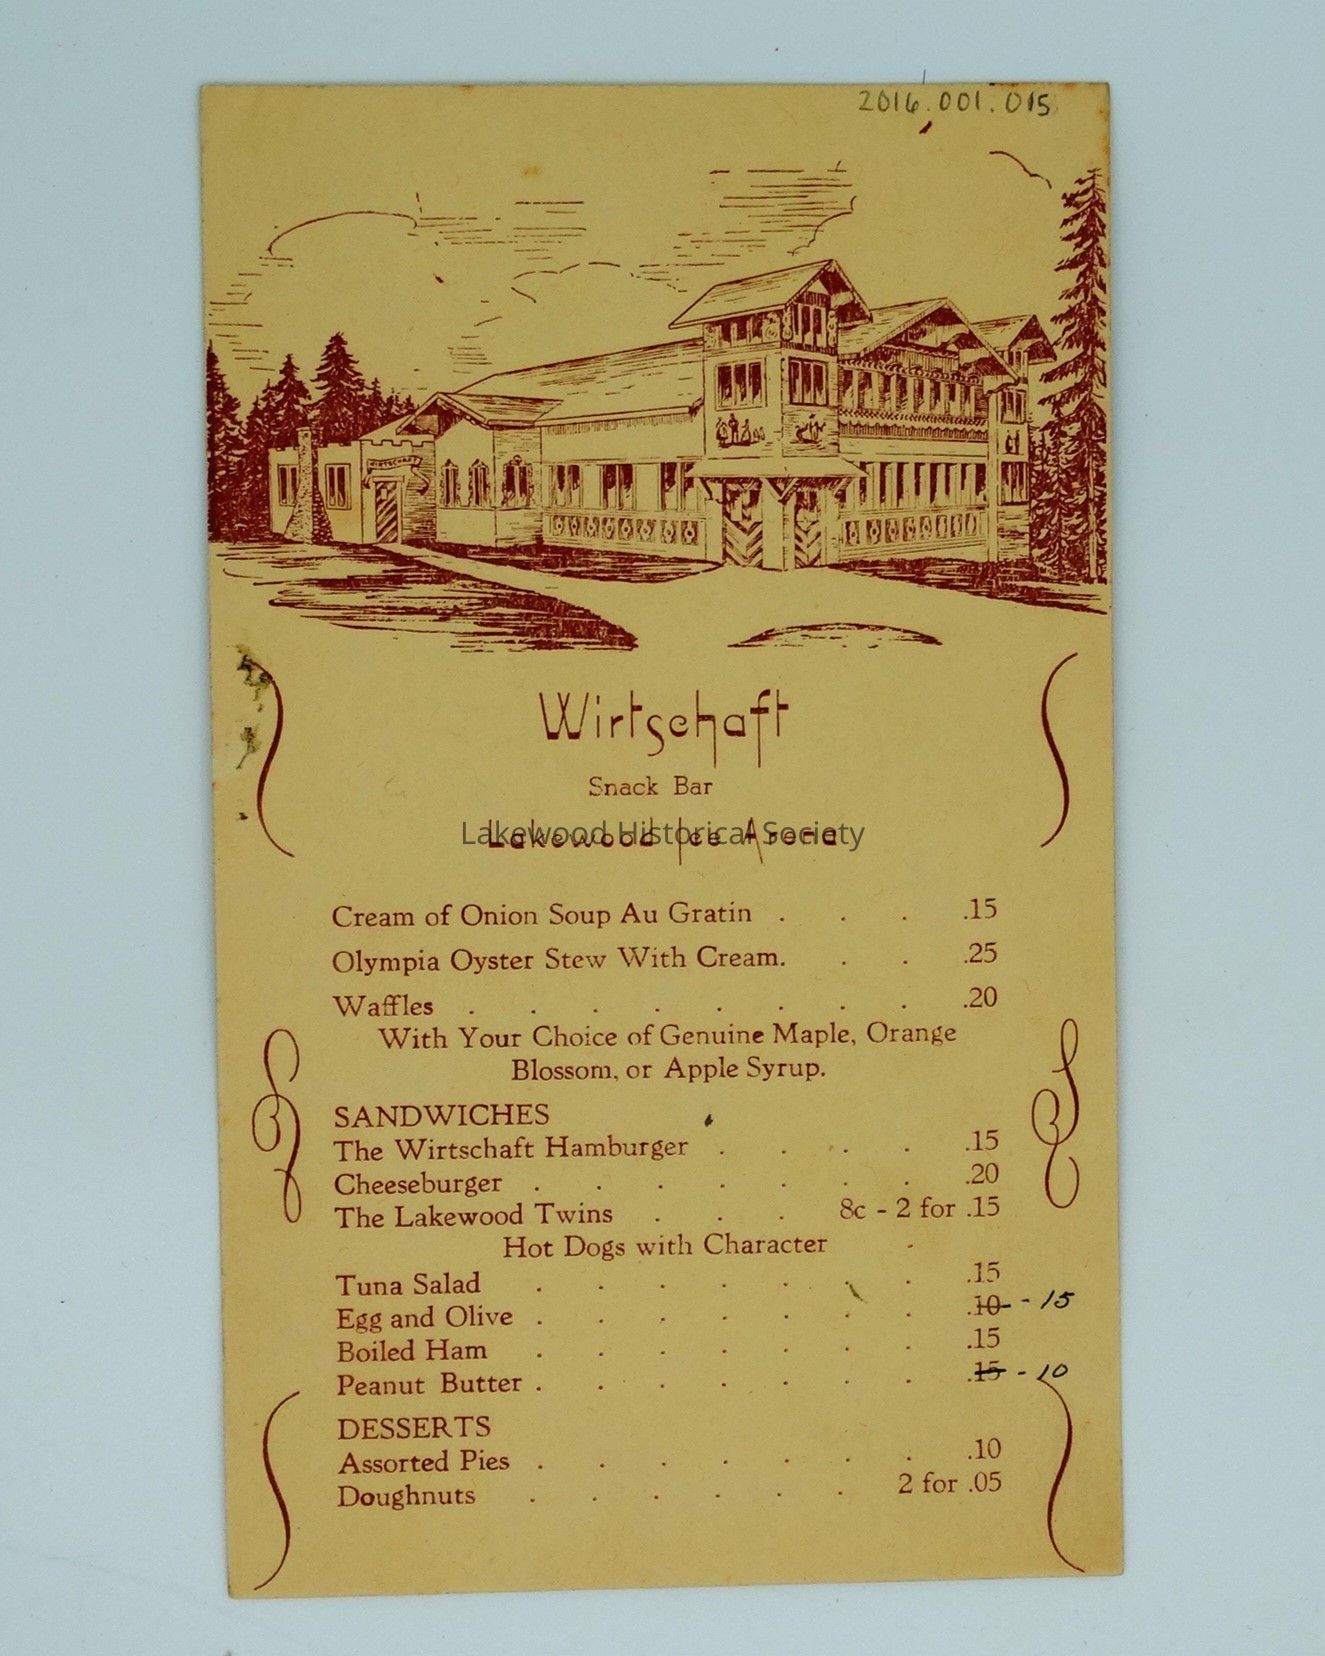 2016.001.015
WIRTSCHAFT
Wirtschaft
Snack Bar
Lakewood Ice Arena
Lakewood Historical Society
Cream of Onion Soup Au Gratin . . . .15
Olympia Oyster Stew With Cream. . . .25
Waffles . . . . . . . . .20
With Your Choice of Genuine Maple, Orange
Blossom, or Apple Syrup.
SANDWICHES
The Wirtschaft Hamburger . . . . .15
Cheeseburger . . . . . . . .20
The Lakewood Twins . . . 8c - 2 for .15
Hot Dogs with Character
Tuna Salad . . . . . . . .15
Egg and Olive . . . . . . . .10 - 15
Boiled Ham . . . . . . . .15
Peanut Butter . . . . . . . .15 - 10
DESSERTS
Assorted Pies . . . . . . . .10
Doughnuts . . . . . . 2 for .05